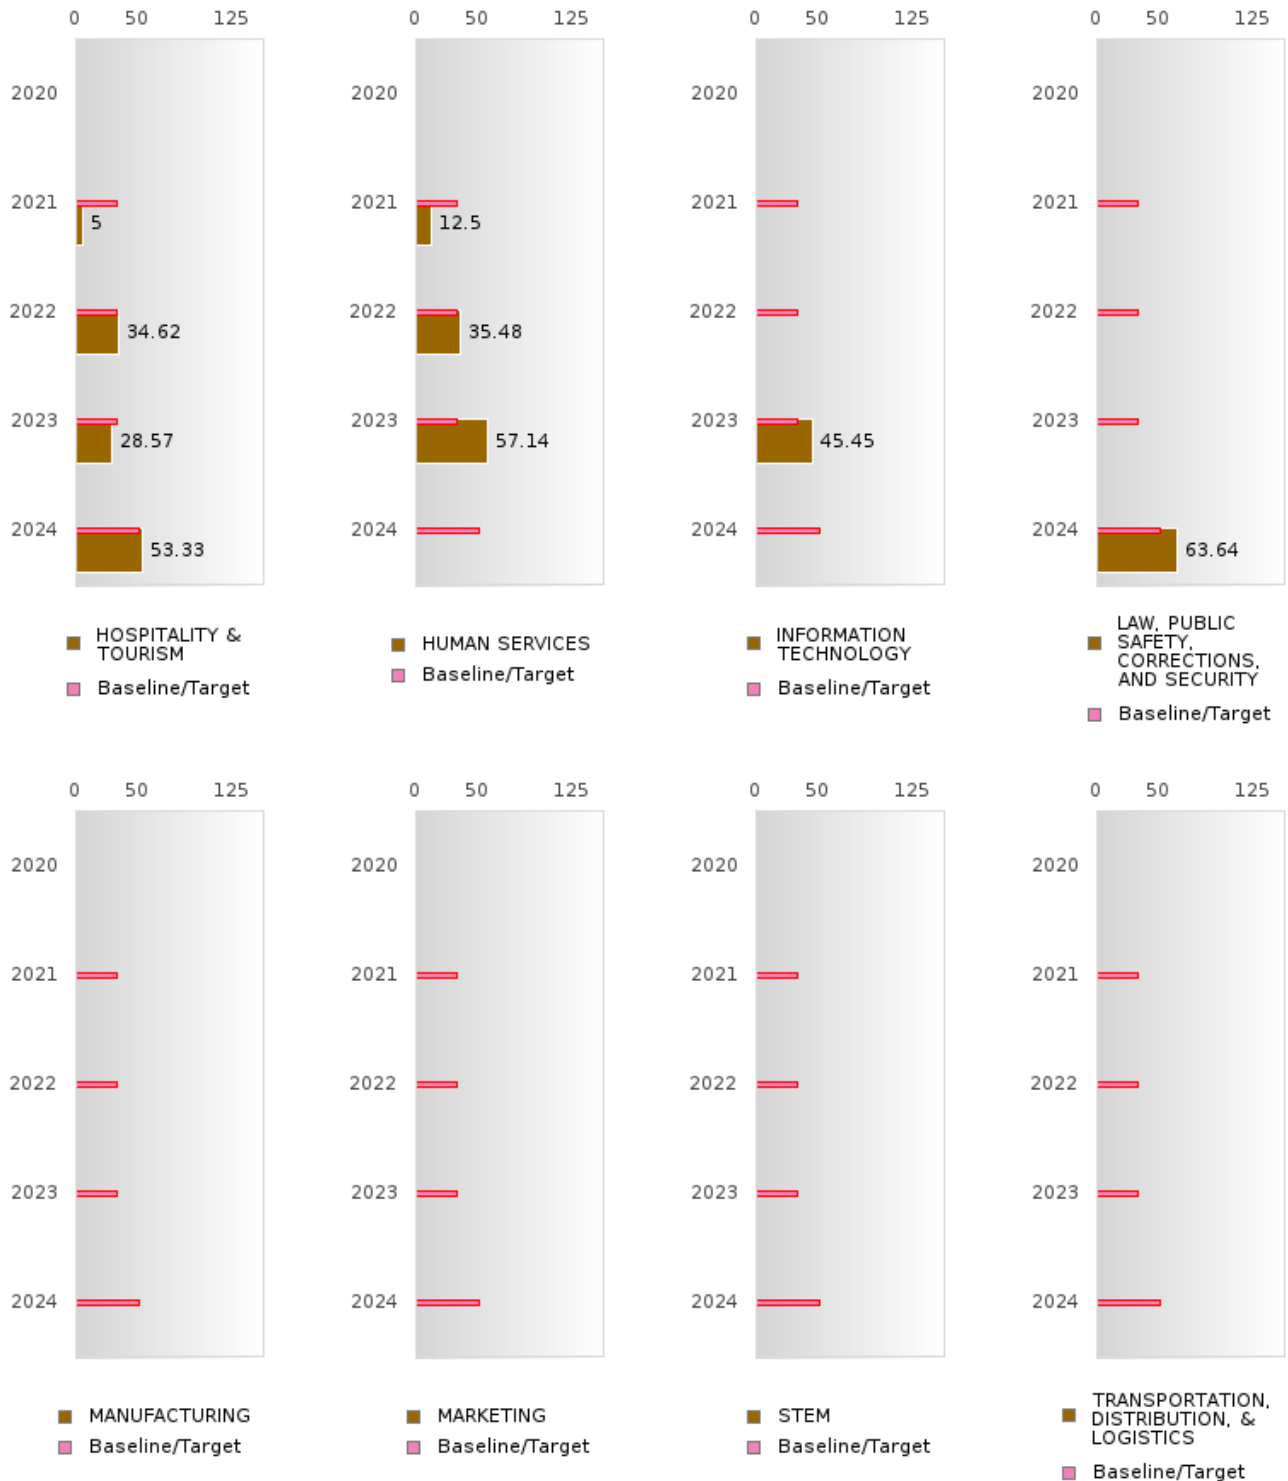 0 50 125 0 50 125 0 50 125 0 50 125
2020 2020 2020 2020
2021 2021 2021 2021
5 12.5
2022 2022 2022 2022
34.62 35.48
2023 2023 2023 2023
28.57 57.14 45.45
2024 2024 2024 2024
53.33 63.64
HOSPITALITY &
TOURISM
Baseline/Target
HUMAN SERVICES
Baseline/Target
INFORMATION
TECHNOLOGY
Baseline/Target
LAW, PUBLIC
SAFETY,
CORRECTIONS,
AND SECURITY
Baseline/Target
0 50 125 0 50 125 0 50 125 0 50 125
2020 2020 2020 2020
2021 2021 2021 2021
2022 2022 2022 2022
2023 2023 2023 2023
2024 2024 2024 2024
MANUFACTURING
Baseline/Target
MARKETING
Baseline/Target
STEM
Baseline/Target
TRANSPORTATION,
DISTRIBUTION, &
LOGISTICS
Baseline/Target